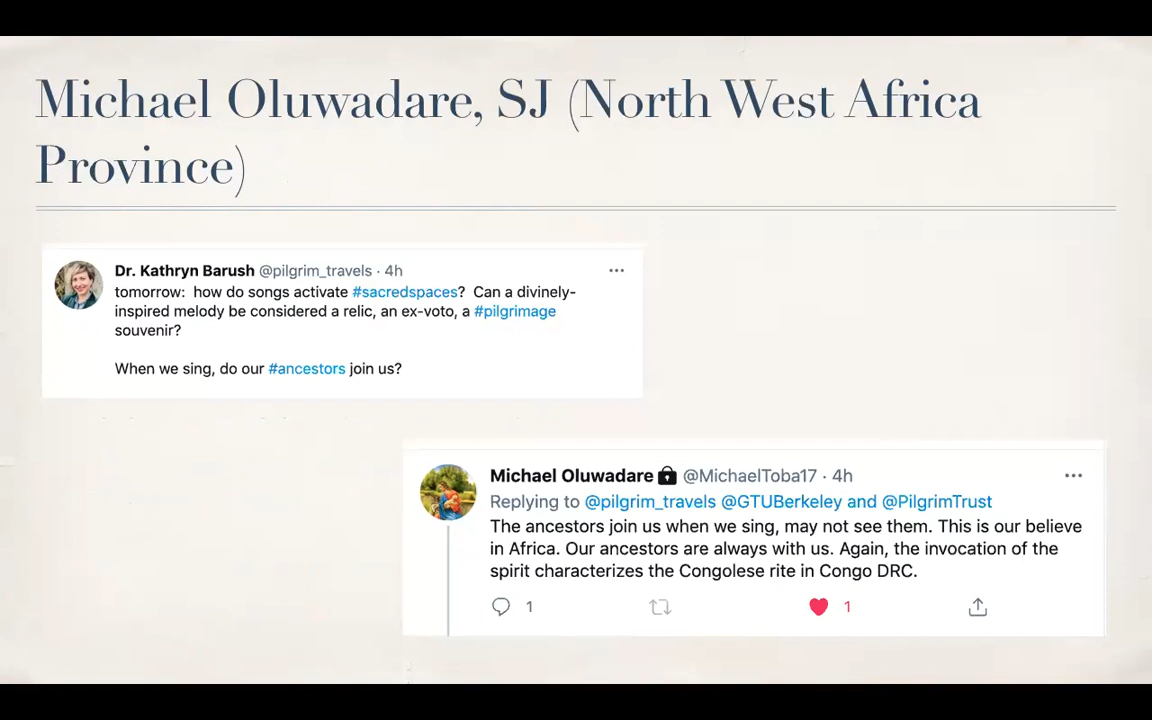 Michael Oluwadare, SJ (North West Africa
Province)
Dr. Kathryn Barush @pilgrim_travels · 4h
tomorrow:  how do songs activate #sacredspaces?  Can a divinely-
inspired melody be considered a relic, an ex-voto, a #pilgrimage
souvenir?
When we sing, do our #ancestors join us?
Michael Oluwadare @MichaelToba17 · 4h
Replying to @pilgrim_travels @GTUBerkeley and @PilgrimTrust
The ancestors join us when we sing, may not see them. This is our believe
in Africa. Our ancestors are always with us. Again, the invocation of the
spirit characterizes the Congolese rite in Congo DRC.
1 1